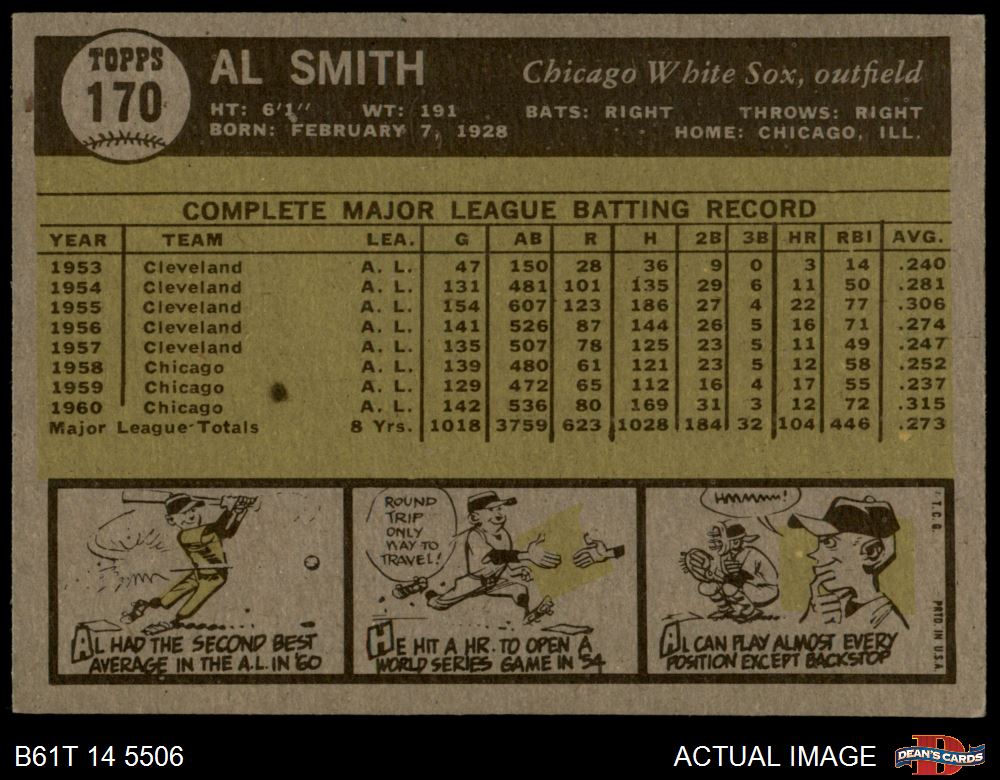 TOPPS
170
AL SMITH
Chicago White Sox, outfield
HT: 6'1" WT: 191 BATS: RIGHT THROWS: RIGHT
BORN: FEBRUARY 7, 1928 HOME: CHICAGO, ILL.
COMPLETE MAJOR LEAGUE BATTING RECORD
YEAR TEAM LEA. G AB R H 2B 3B HR RBI AVG.
1953 Cleveland A. L. 47 150 28 36 9 0 3 14 .240
1954 Cleveland A. L. 131 481 101 135 29 6 11 50 .281
1955 Cleveland A. L. 154 607 123 186 27 4 22 77 .306
1956 Cleveland A. L. 141 526 87 144 26 5 16 71 .274
1957 Cleveland A. L. 135 507 78 125 23 5 11 49 .247
1958 Chicago A. L. 139 480 61 121 23 5 12 58 .252
1959 Chicago A. L. 129 472 65 112 16 4 17 55 .237
1960 Chicago A. L. 142 536 80 169 31 3 12 72 .315
Major League-Totals 8 Yrs. 1018 3759 623 1028 184 32 104 446 .273
AL HAD THE SECOND BEST
AVERAGE IN THE A.L. IN '60
ROUND
TRIP
ONLY
WAY TO
TRAVEL!
HE HIT A HR. TO OPEN A
WORLD SERIES GAME IN '54
Hmmmm!
AL CAN PLAY ALMOST EVERY
POSITION EXCEPT BACKSTOP
T.C.G.
PRTD IN U.S.A.
B61T 14 5506
ACTUAL IMAGE
DEAN'S CARDS